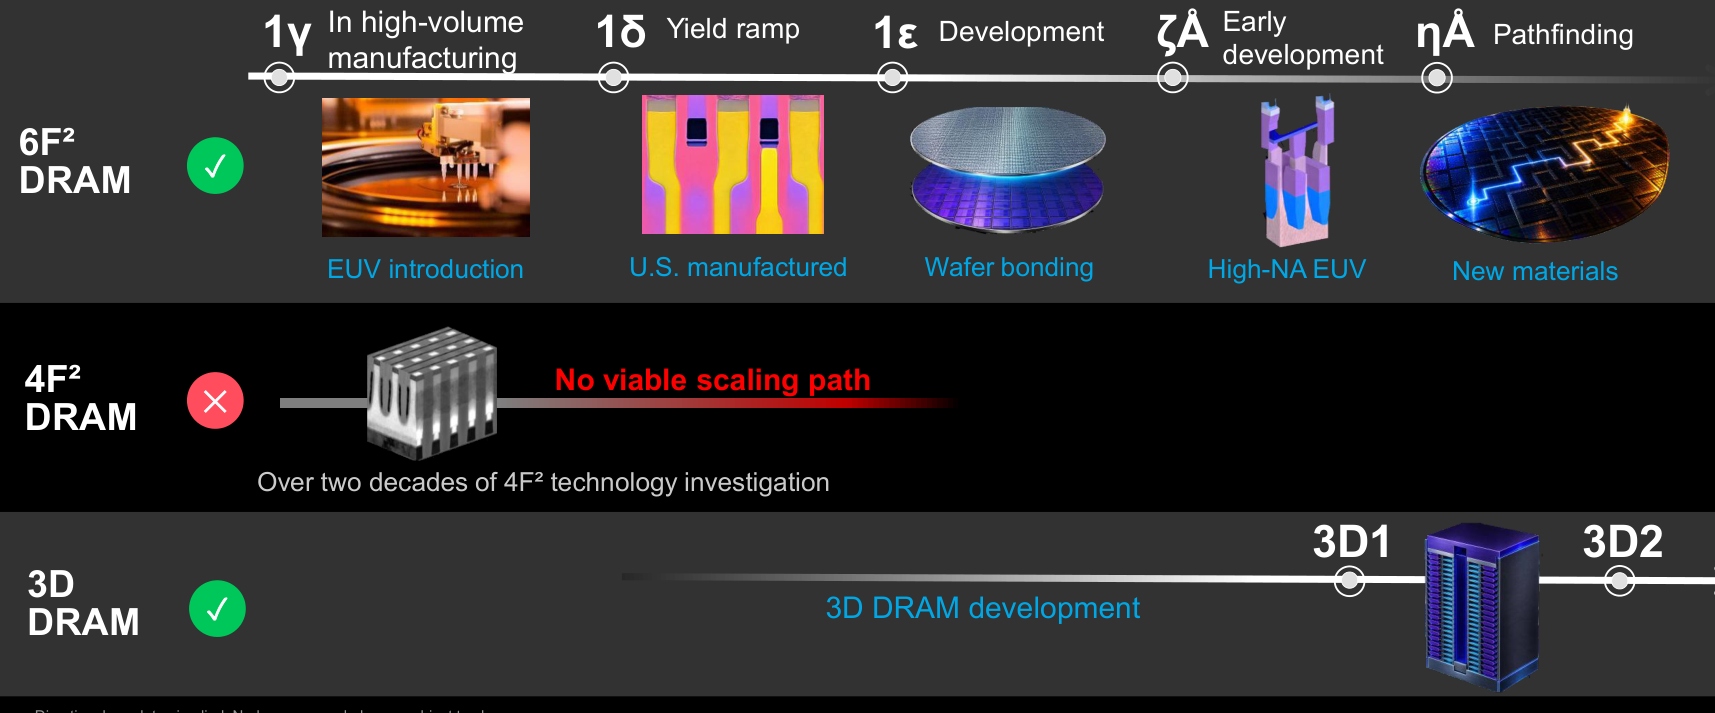 1γ In high-volume
manufacturing
1δ Yield ramp
1ε Development
ζÅ Early
development
ηÅ Pathfinding
6F²
DRAM
EUV introduction
U.S. manufactured
Wafer bonding
High-NA EUV
New materials
4F²
DRAM
No viable scaling path
Over two decades of 4F² technology investigation
3D
DRAM
3D DRAM development
3D1
3D2